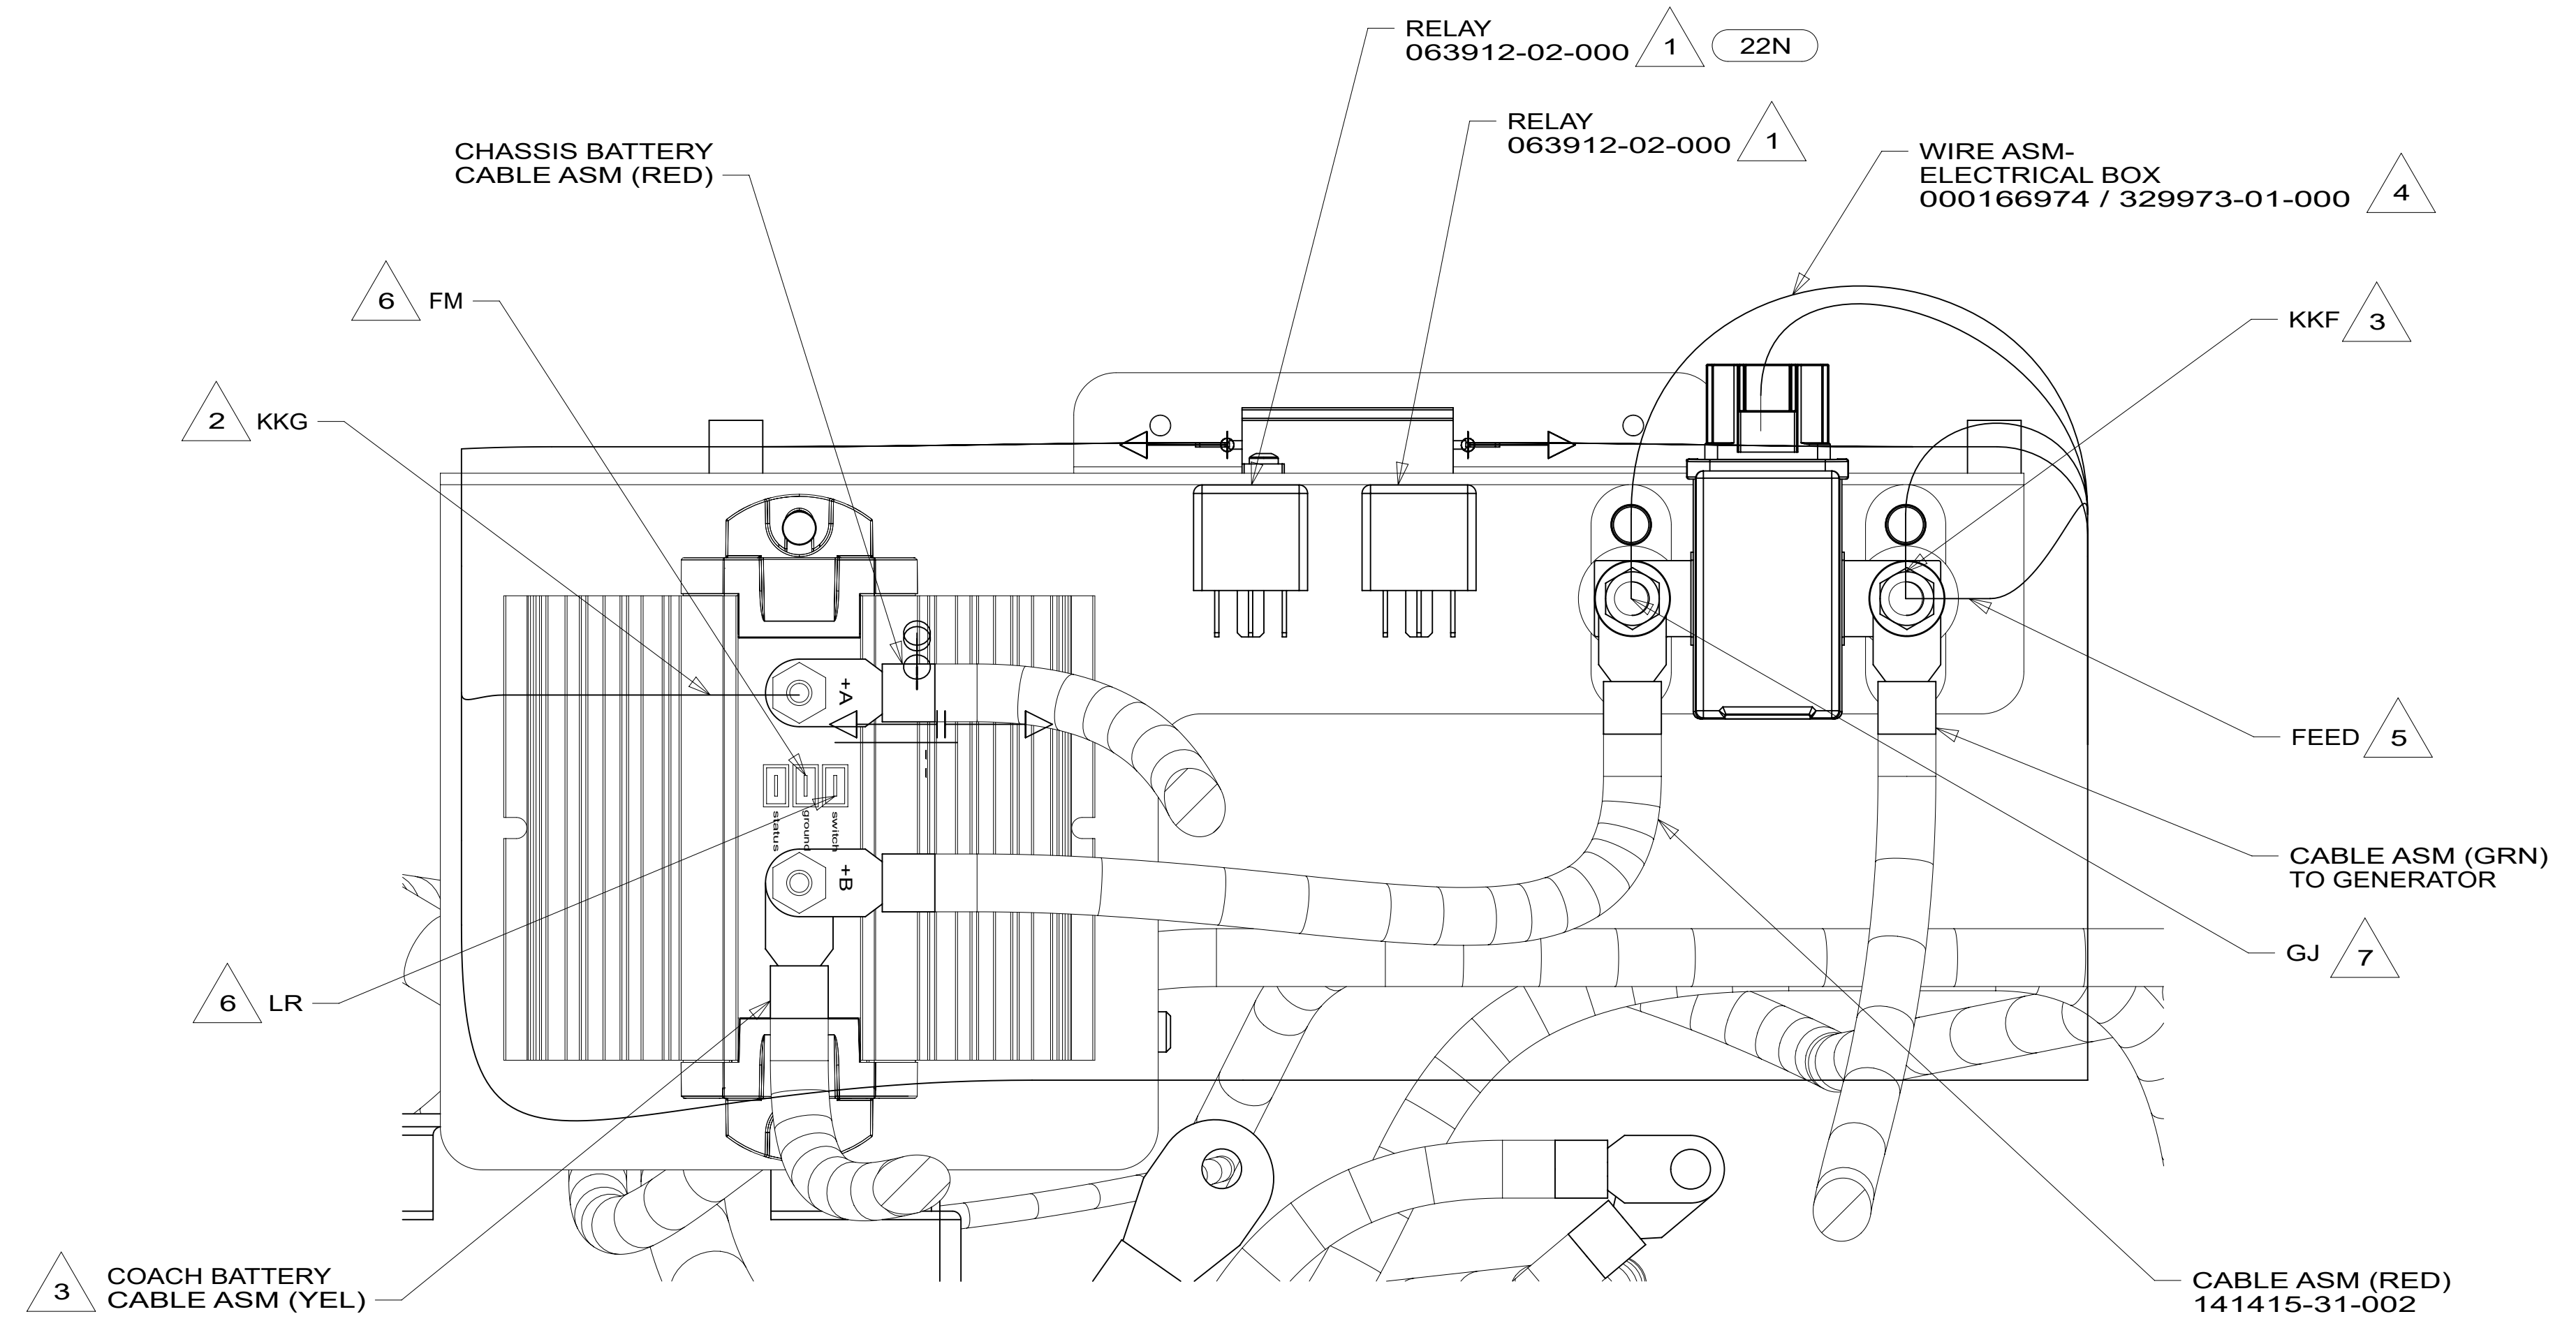 RELAY
063912-02-000 1 22N
RELAY
063912-02-000 1
CHASSIS BATTERY
CABLE ASM (RED)
WIRE ASM-
ELECTRICAL BOX
000166974 / 329973-01-000 4
6 FM
KKF 3
2 KKG
+A
FEED 5
status
ground
switch
+B
CABLE ASM (GRN)
TO GENERATOR
GJ 7
6 LR
3 COACH BATTERY
CABLE ASM (YEL)
CABLE ASM (RED)
141415-31-002